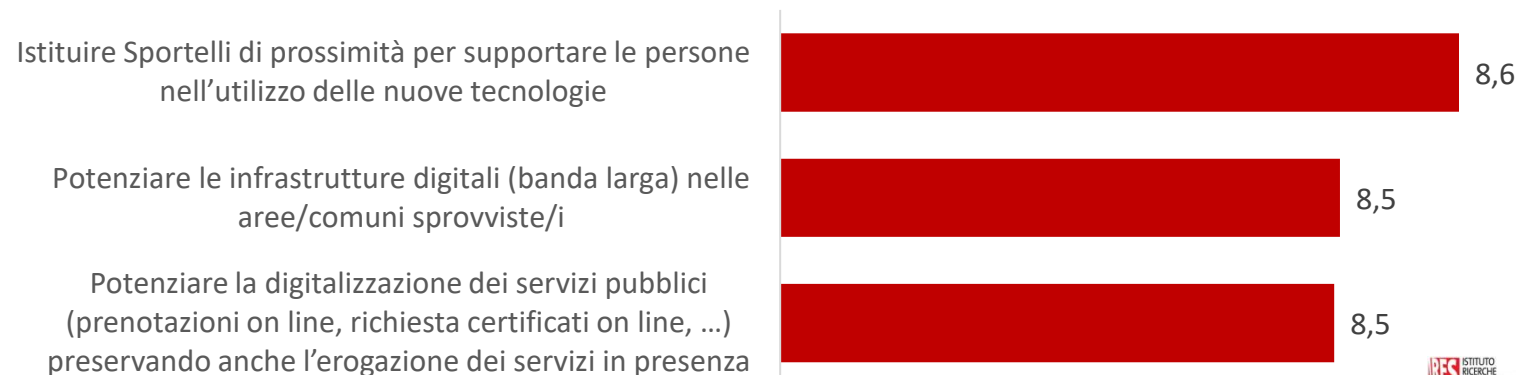 Istituire Sportelli di prossimità per supportare le persone
nell’utilizzo delle nuove tecnologie
8,6
Potenziare le infrastrutture digitali (banda larga) nelle
aree/comuni sprovviste/i
8,5
Potenziare la digitalizzazione dei servizi pubblici
(prenotazioni on line, richiesta certificati on line, …)
preservando anche l’erogazione dei servizi in presenza
8,5
ISTITUTO
RICERCHE